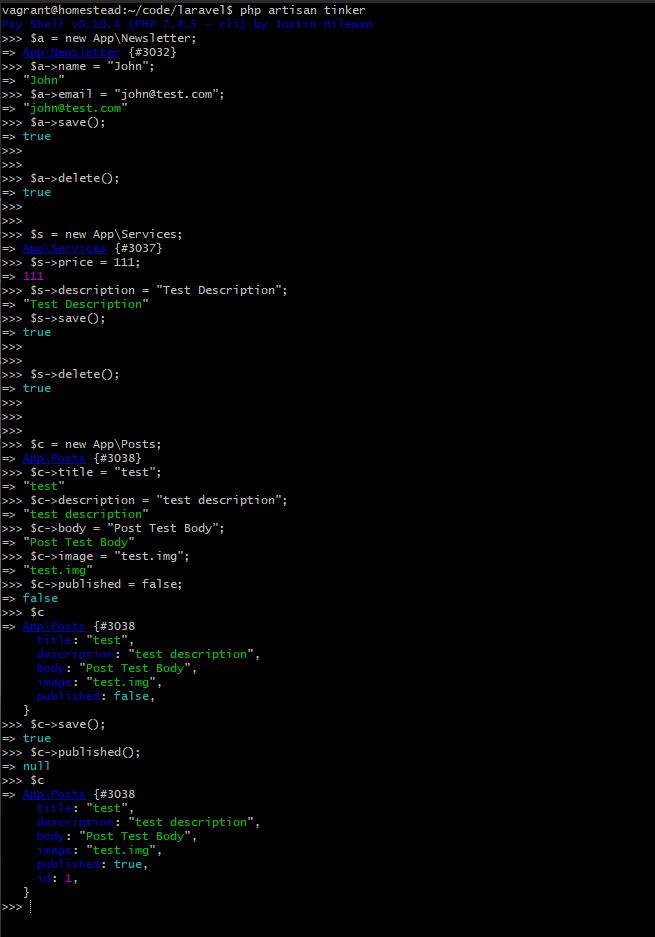 vagrant@homestead:~/code/laravel$ php artisan tinker
Psy Shell v0.10.4 (PHP 7.4.5 — cli) by Justin Hileman
>>> $a = new App\Newsletter;
=> App\Newsletter {#3032}
>>> $a->name = "John";
=> "John"
>>> $a->email = "john@test.com";
=> "john@test.com"
>>> $a->save();
=> true
>>>
>>>
>>> $a->delete();
=> true
>>>
>>>
>>> $s = new App\Services;
=> App\Services {#3037}
>>> $s->price = 111;
=> 111
>>> $s->description = "Test Description";
=> "Test Description"
>>> $s->save();
=> true
>>>
>>>
>>> $s->delete();
=> true
>>>
>>>
>>>
>>> $c = new App\Posts;
=> App\Posts {#3038}
>>> $c->title = "test";
=> "test"
>>> $c->description = "test description";
=> "test description"
>>> $c->body = "Post Test Body";
=> "Post Test Body"
>>> $c->image = "test.img";
=> "test.img"
>>> $c->published = false;
=> false
>>> $c
=> App\Posts {#3038
title: "test",
description: "test description",
body: "Post Test Body",
image: "test.img",
published: false,
}
>>> $c->save();
=> true
>>> $c->published();
=> null
>>> $c
=> App\Posts {#3038
title: "test",
description: "test description",
body: "Post Test Body",
image: "test.img",
published: true,
id: 1,
}
>>>